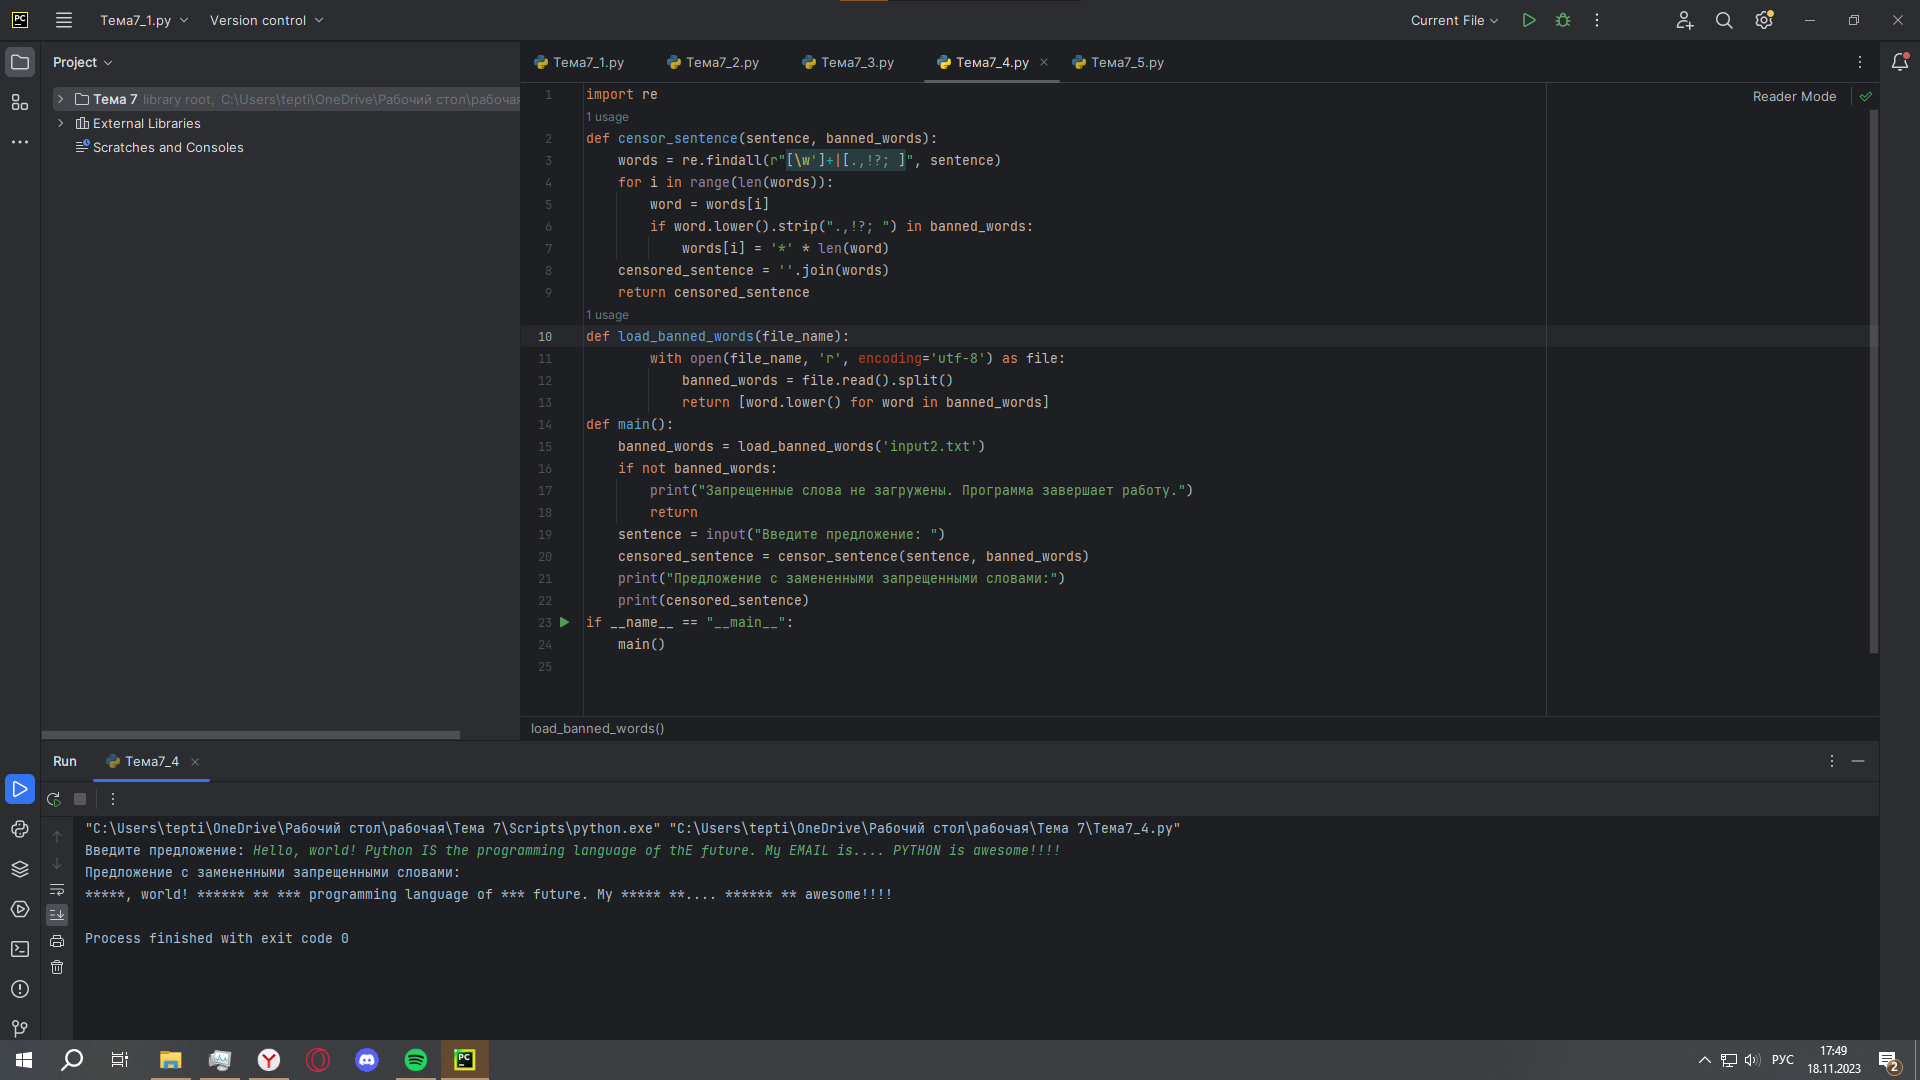 PC Тема7_1.py Version control Current File
Project
Тема 7 library root, C:\Users\tepti\OneDrive\Рабочий стол\рабочая
External Libraries
Scratches and Consoles
Тема7_1.py Тема7_2.py Тема7_3.py Тема7_4.py Тема7_5.py
Reader Mode
1 import re
1 usage
2 def censor_sentence(sentence, banned_words):
3 words = re.findall(r"[\w']+|[.,!?; ]", sentence)
4 for i in range(len(words)):
5 word = words[i]
6 if word.lower().strip(".,!?; ") in banned_words:
7 words[i] = '*' * len(word)
8 censored_sentence = ''.join(words)
9 return censored_sentence
1 usage
10 def load_banned_words(file_name):
11 with open(file_name, 'r', encoding='utf-8') as file:
12 banned_words = file.read().split()
13 return [word.lower() for word in banned_words]
14 def main():
15 banned_words = load_banned_words('input2.txt')
16 if not banned_words:
17 print("Запрещенные слова не загружены. Программа завершает работу.")
18 return
19 sentence = input("Введите предложение: ")
20 censored_sentence = censor_sentence(sentence, banned_words)
21 print("Предложение с замененными запрещенными словами:")
22 print(censored_sentence)
23 if __name__ == "__main__":
24 main()
25
load_banned_words()
Run Тема7_4
"C:\Users\tepti\OneDrive\Рабочий стол\рабочая\Тема 7\Scripts\python.exe" "C:\Users\tepti\OneDrive\Рабочий стол\рабочая\Тема 7\Тема7_4.py"
Введите предложение: Hello, world! Python IS the programming language of thE future. My EMAIL is.... PYTHON is awesome!!!!
Предложение с замененными запрещенными словами:
*****, world! ****** ** *** programming language of *** future. My ***** **.... ****** ** awesome!!!!
Process finished with exit code 0
PC
РУС
17:49
18.11.2023
2